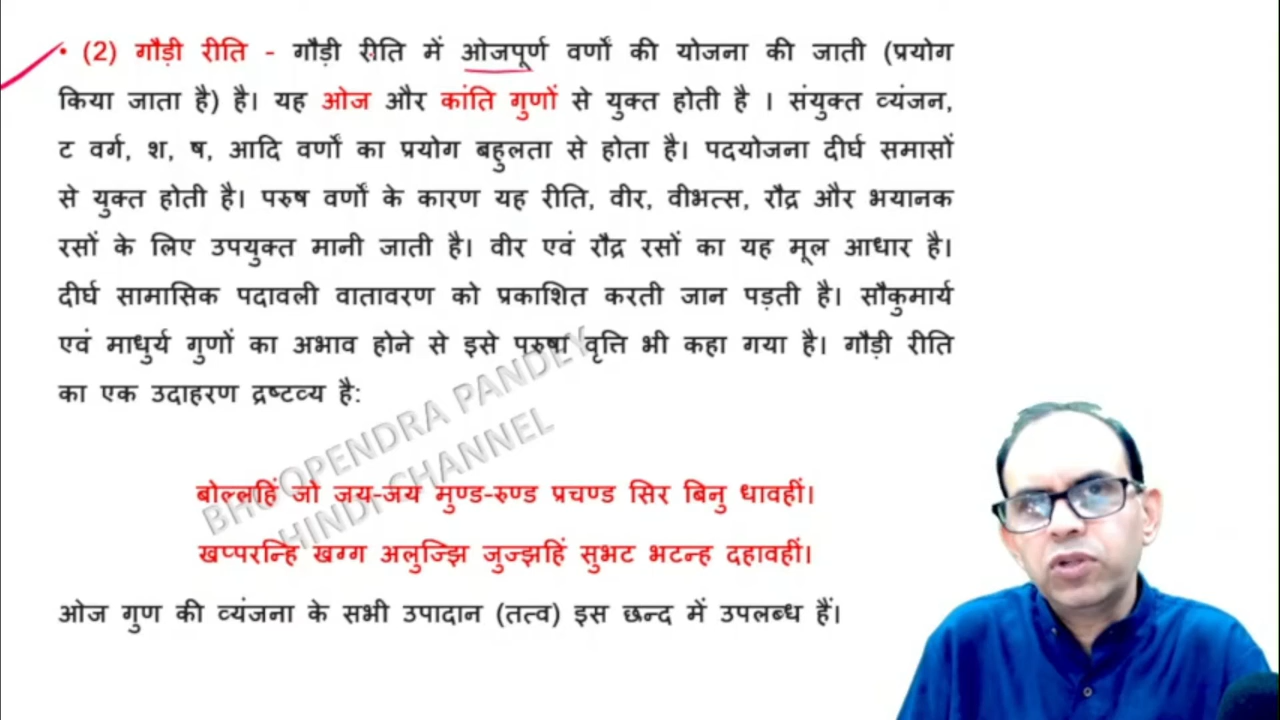 • (2) गौड़ी रीति - गौड़ी रीति में ओजपूर्ण वर्णों की योजना की जाती (प्रयोग
किया जाता है) है। यह ओज और कांति गुणों से युक्त होती है । संयुक्त व्यंजन,
ट वर्ग, श, ष, आदि वर्णों का प्रयोग बहुलता से होता है। पदयोजना दीर्घ समासों
से युक्त होती है। परुष वर्णों के कारण यह रीति, वीर, वीभत्स, रौद्र और भयानक
रसों के लिए उपयुक्त मानी जाती है। वीर एवं रौद्र रसों का यह मूल आधार है।
दीर्घ सामासिक पदावली वातावरण को प्रकाशित करती जान पड़ती है। सौकुमार्य
एवं माधुर्य गुणों का अभाव होने से इसे परुषा वृत्ति भी कहा गया है। गौड़ी रीति
का एक उदाहरण द्रष्टव्य है:
बोल्लहिं जो जय-जय मुण्ड-रुण्ड प्रचण्ड सिर बिनु धावहीं।
खप्परन्हि खग्ग अलुज्झि जुज्झहिं सुभट भटन्ह दहावहीं।
ओज गुण की व्यंजना के सभी उपादान (तत्व) इस छन्द में उपलब्ध हैं।
BHOOPENDRA PANDEY
HINDI CHANNEL